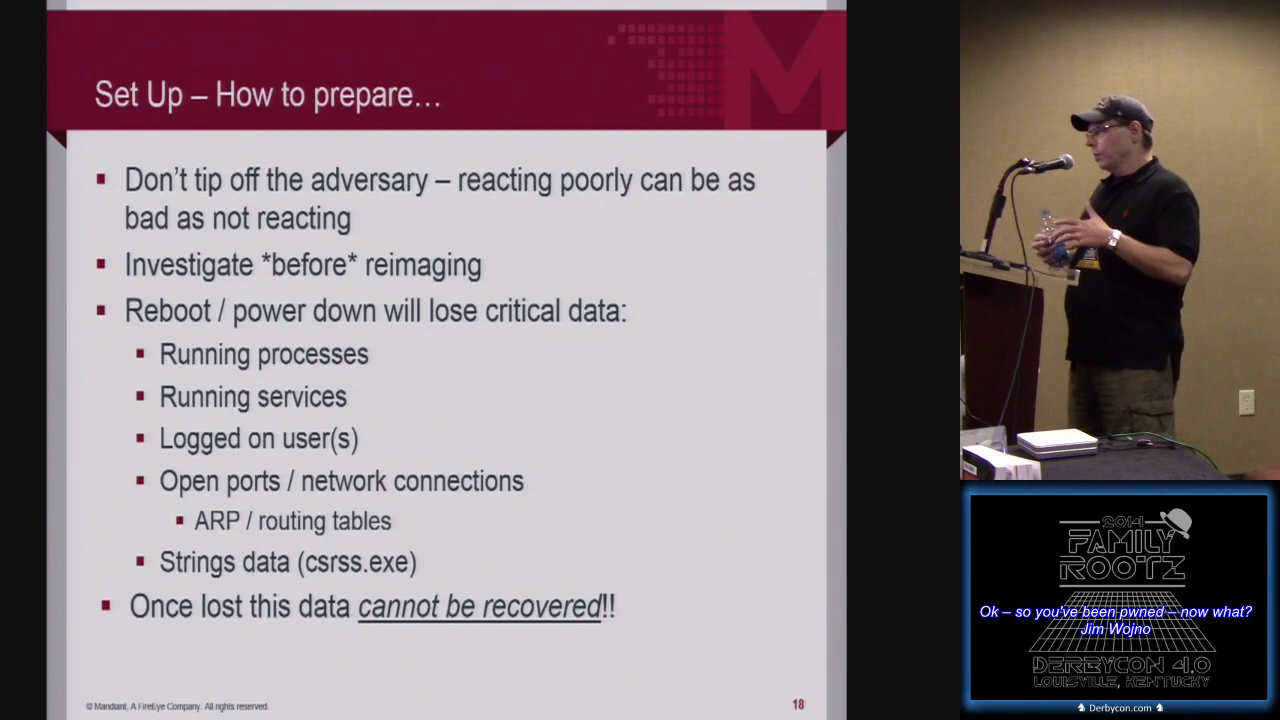 Set Up – How to prepare…
Don't tip off the adversary – reacting poorly can be as
bad as not reacting
Investigate *before* reimaging
Reboot / power down will lose critical data:
Running processes
Running services
Logged on user(s)
Open ports / network connections
ARP / routing tables
Strings data (csrss.exe)
Once lost this data cannot be recovered!!
© Mandiant, A FireEye Company. All rights reserved.
18
2014
FAMILY
ROOTZ
Ok – so you've been pwned – now what?
Jim Wojno
DERBYCON 4.0
LOUISVILLE, KENTUCKY
Derbycon.com